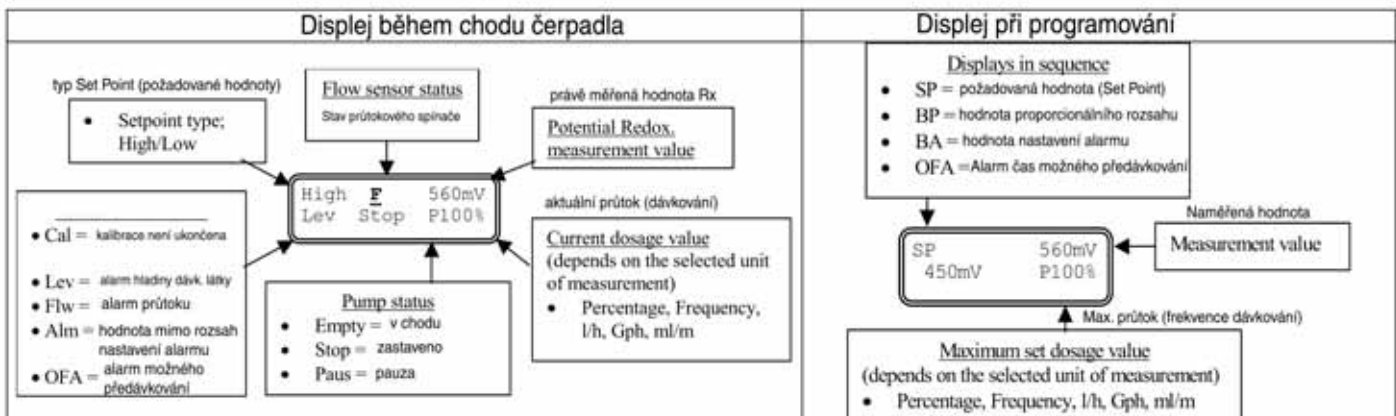 Displej během chodu čerpadla
typ Set Point (požadované hodnoty)
• Setpoint type;
High/Low
Flow sensor status
Stav průtokového spínače
právě měřená hodnota Rx
Potential Redox.
measurement value
High F 560mV
Lev Stop P100%
• Cal = kalibrace není ukončena
• Lev = alarm hladiny dávk. látky
• Flw = alarm průtoku
• Alm = hodnota mimo rozsah
nastavení alarmu
• OFA = alarm možného
předávkování
Pump status
• Empty = v chodu
• Stop = zastaveno
• Paus = pauza
aktuální průtok (dávkování)
Current dosage value
(depends on the selected unit
of measurement)
• Percentage, Frequency,
l/h, Gph, ml/m
Displej při programování
Displays in sequence
• SP = požadovaná hodnota (Set Point)
• BP = hodnota proporcionálního rozsahu
• BA = hodnota nastavení alarmu
• OFA =Alarm čas možného předávkování
SP 560mV
450mV P100%
Naměřená hodnota
Measurement value
Max. průtok (frekvence dávkování)
Maximum set dosage value
(depends on the selected unit of measurement)
• Percentage, Frequency, l/h, Gph, ml/m